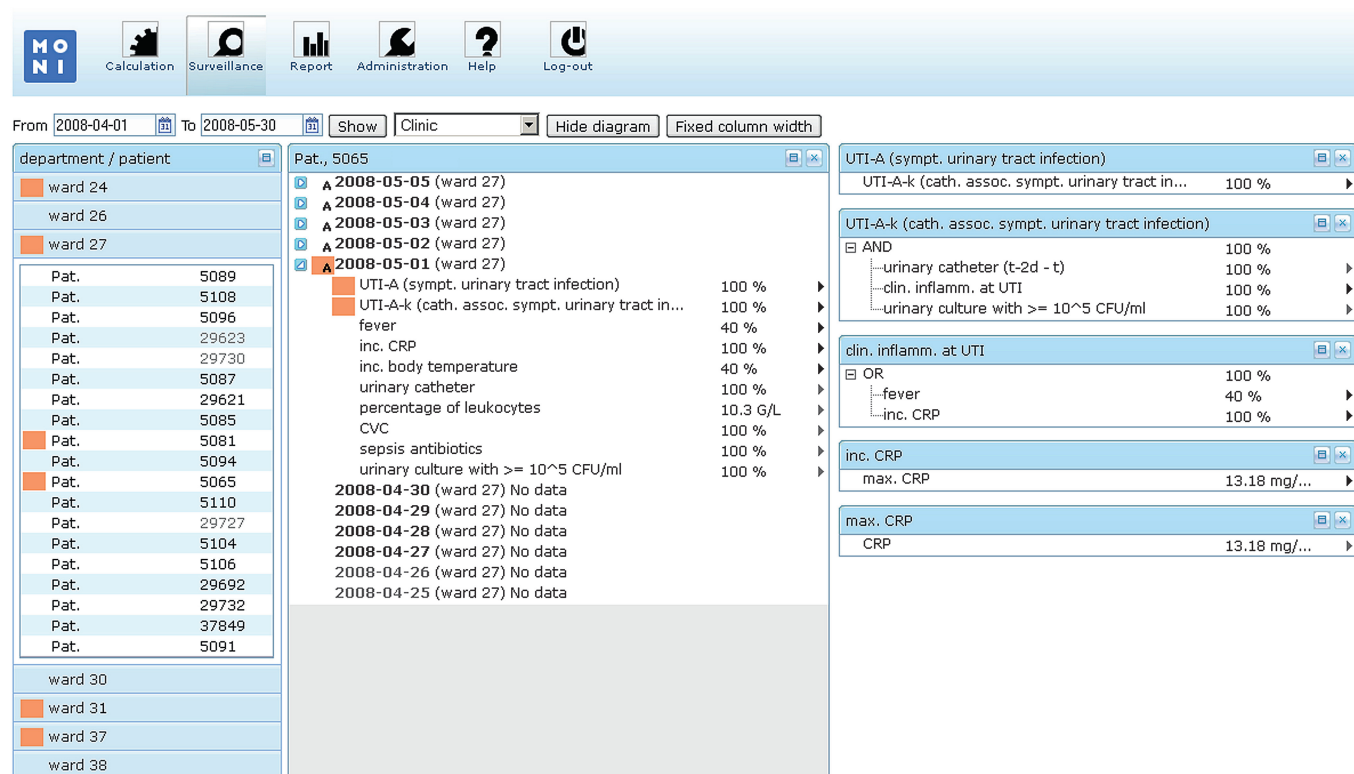 MO
NI
Calculation Surveillance Report Administration Help Log-out
From 2008-04-01 31 To 2008-05-30 31 Show Clinic Hide diagram Fixed column width
department / patient
ward 24
ward 26
ward 27
Pat. 5089
Pat. 5108
Pat. 5096
Pat. 29623
Pat. 29730
Pat. 5087
Pat. 29621
Pat. 5085
Pat. 5081
Pat. 5094
Pat. 5065
Pat. 5110
Pat. 29727
Pat. 5104
Pat. 5106
Pat. 29692
Pat. 29732
Pat. 37849
Pat. 5091
ward 30
ward 31
ward 37
ward 38
Pat., 5065
A 2008-05-05 (ward 27)
A 2008-05-04 (ward 27)
A 2008-05-03 (ward 27)
A 2008-05-02 (ward 27)
A 2008-05-01 (ward 27)
UTI-A (sympt. urinary tract infection) 100 %
UTI-A-k (cath. assoc. sympt. urinary tract in... 100 %
fever 40 %
inc. CRP 100 %
inc. body temperature 40 %
urinary catheter 100 %
percentage of leukocytes 10.3 G/L
CVC 100 %
sepsis antibiotics 100 %
urinary culture with >= 10^5 CFU/ml 100 %
2008-04-30 (ward 27) No data
2008-04-29 (ward 27) No data
2008-04-28 (ward 27) No data
2008-04-27 (ward 27) No data
2008-04-26 (ward 27) No data
2008-04-25 (ward 27) No data
UTI-A (sympt. urinary tract infection)
UTI-A-k (cath. assoc. sympt. urinary tract in... 100 %
UTI-A-k (cath. assoc. sympt. urinary tract infection)
AND 100 %
urinary catheter (t-2d - t) 100 %
clin. inflamm. at UTI 100 %
urinary culture with >= 10^5 CFU/ml 100 %
clin. inflamm. at UTI
OR 100 %
fever 40 %
inc. CRP 100 %
inc. CRP
max. CRP 13.18 mg/...
max. CRP
CRP 13.18 mg/...